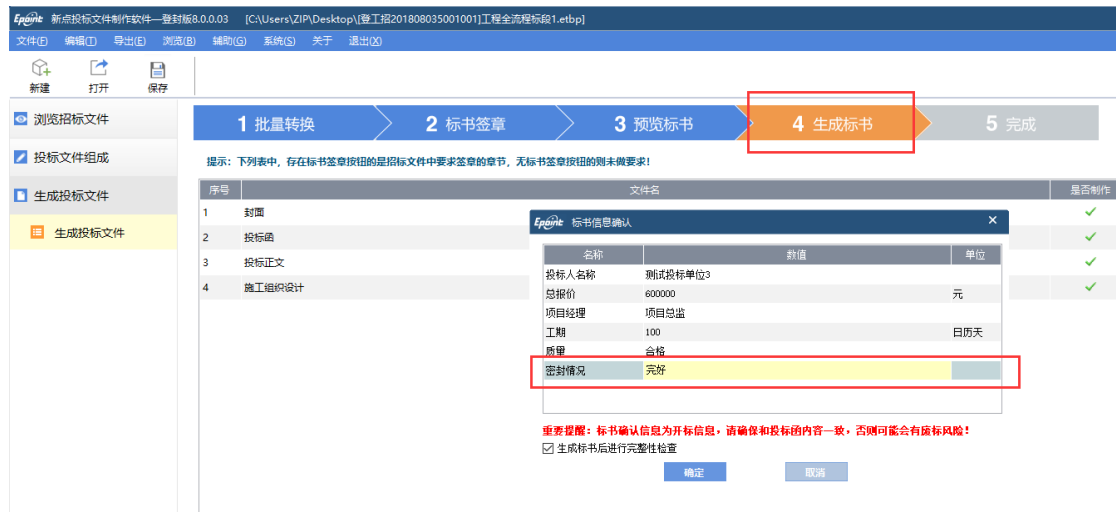 Epoint 新点投标文件制作软件—登封版8.0.0.03 [C:\Users\ZIP\Desktop\[登工招201808035001001]工程全流程标段1.etbp]
文件(F) 编辑(T) 导出(E) 浏览(B) 辅助(G) 系统(S) 关于 退出(X)
新建 打开 保存
浏览招标文件
投标文件组成
生成投标文件
生成投标文件
1 批量转换 2 标书签章 3 预览标书 4 生成标书 5 完成
提示：下列表中，存在标书签章按钮的是招标文件中要求签章的章节，无标书签章按钮的则未做要求！
序号 文件名 是否制作
1 封面
2 投标函
3 投标正文
4 施工组织设计
Epoint 标书信息确认 ×
名称 数值 单位
投标人名称 测试投标单位3
总报价 600000 元
项目经理 项目总监
工期 100 日历天
质量 合格
密封情况 完好
重要提醒：标书确认信息为开标信息，请确保和投标函内容一致，否则可能会有废标风险！
生成标书后进行完整性检查
确定 取消